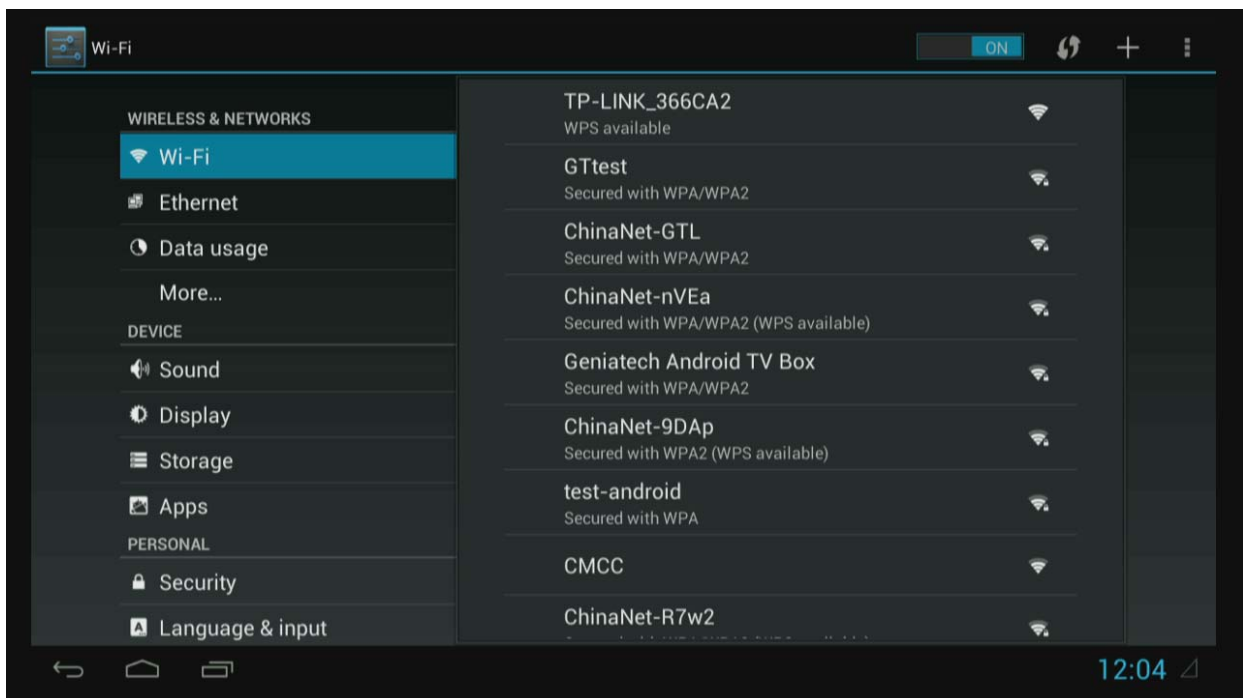 Wi-Fi
ON
WIRELESS & NETWORKS
Wi-Fi
Ethernet
Data usage
More...
DEVICE
Sound
Display
Storage
Apps
PERSONAL
Security
Language & input
TP-LINK_366CA2
WPS available
GTtest
Secured with WPA/WPA2
ChinaNet-GTL
Secured with WPA/WPA2
ChinaNet-nVEa
Secured with WPA/WPA2 (WPS available)
Geniatech Android TV Box
Secured with WPA/WPA2
ChinaNet-9DAp
Secured with WPA2 (WPS available)
test-android
Secured with WPA
CMCC
ChinaNet-R7w2
12:04